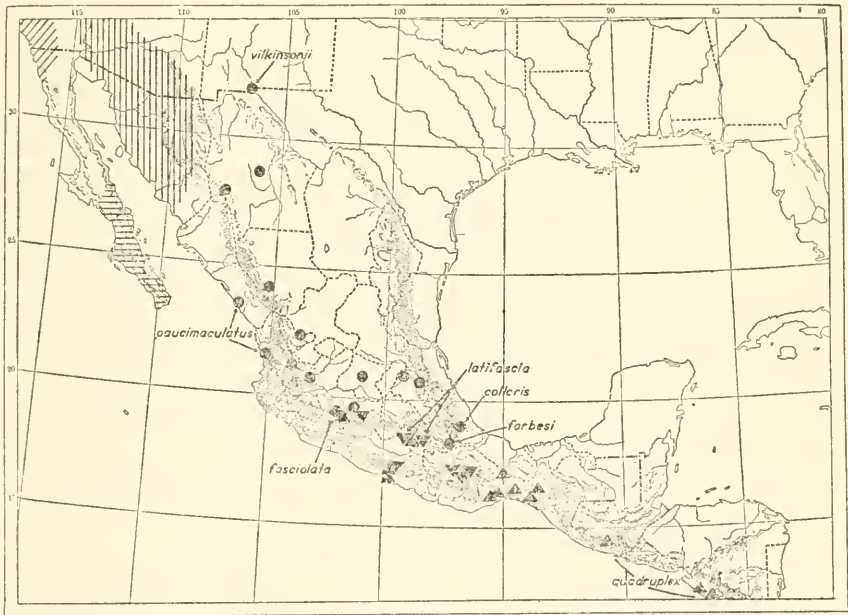 115
110
105
100
95
90
85
80
vilkinsonii
30
25
paucimaculatus
20
latifascia
collaris
forbesi
fasciolata
15
quadruplex